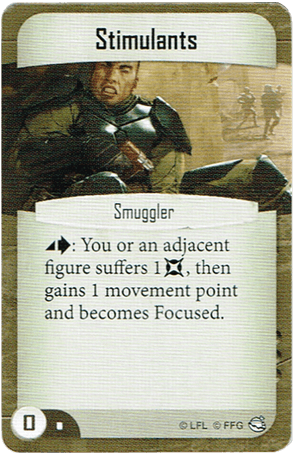 Stimulants
Smuggler
: You or an adjacent
figure suffers 1 , then
gains 1 movement point
and becomes Focused.
0
© LFL © FFG